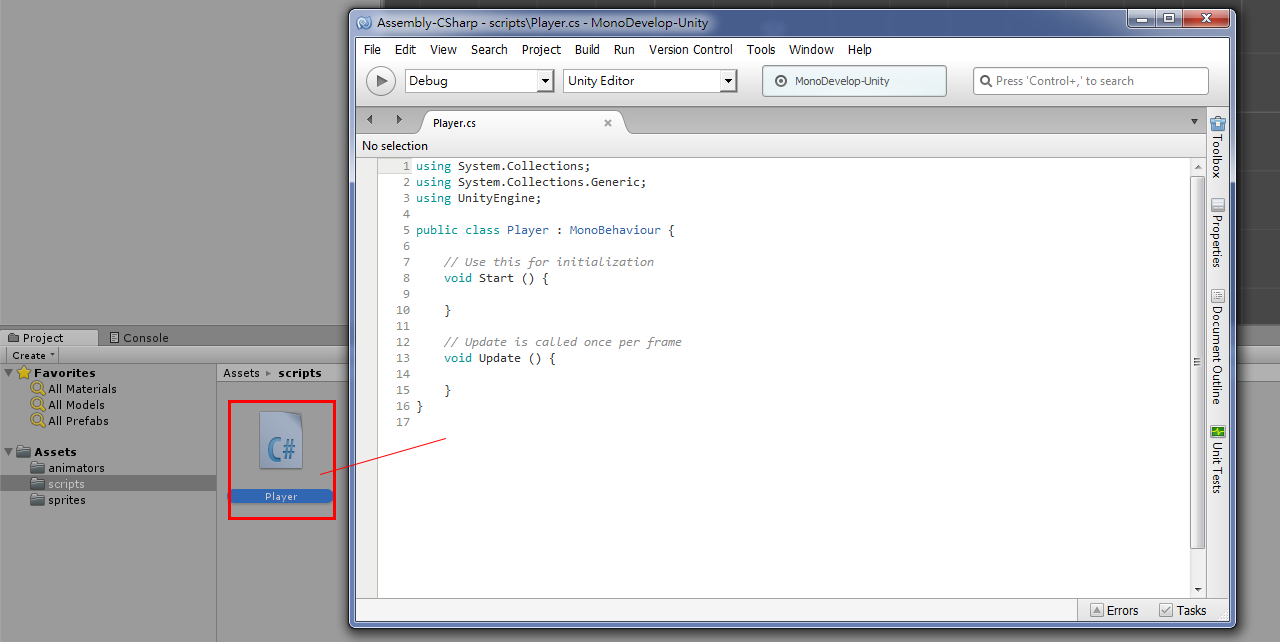 Assembly-CSharp - scripts\Player.cs - MonoDevelop-Unity
File Edit View Search Project Build Run Version Control Tools Window Help
Debug Unity Editor MonoDevelop-Unity Press 'Control+,' to search
Player.cs
No selection
1 using System.Collections;
2 using System.Collections.Generic;
3 using UnityEngine;
4
5 public class Player : MonoBehaviour {
6
7 // Use this for initialization
8 void Start () {
9
10 }
11
12 // Update is called once per frame
13 void Update () {
14
15 }
16 }
17
Toolbox
Properties
Document Outline
Unit Tests
Errors Tasks
Project Console
Create
Favorites
All Materials
All Models
All Prefabs
Assets
animators
scripts
sprites
Assets scripts
C#
Player